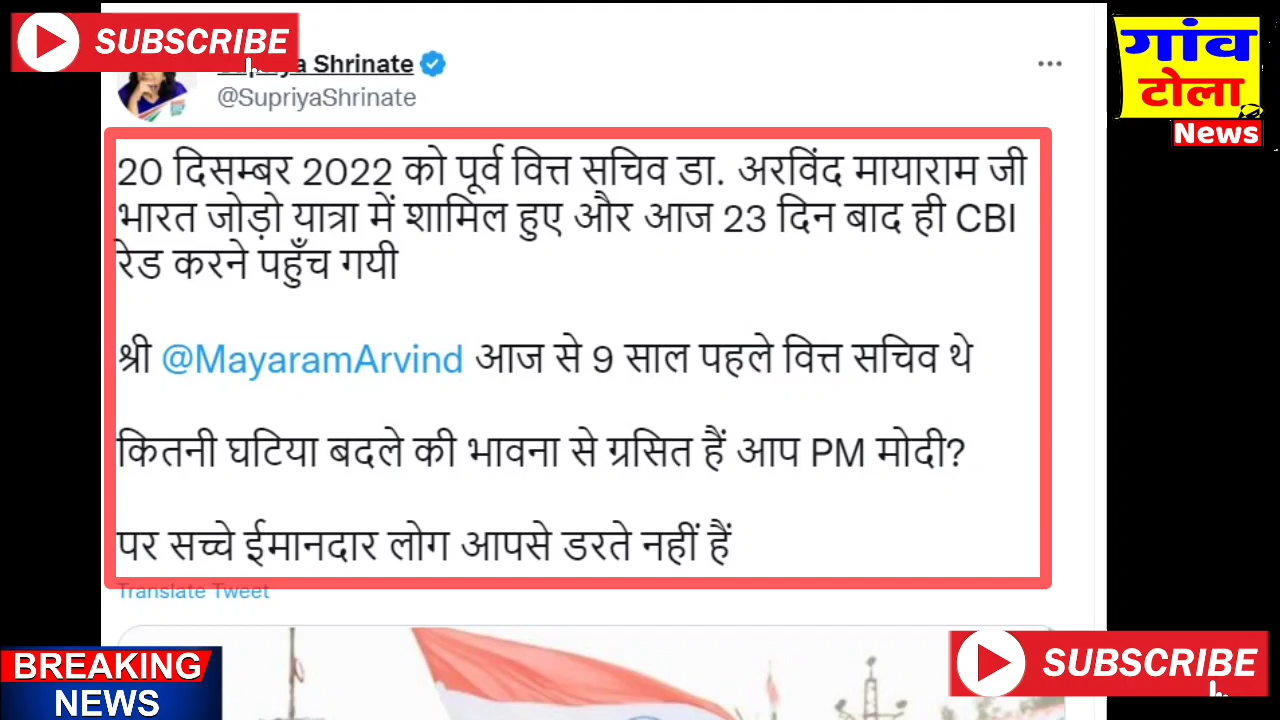 SUBSCRIBE
Supriya Shrinate
@SupriyaShrinate
गांव
टोला
News
20 दिसम्बर 2022 को पूर्व वित्त सचिव डा. अरविंद मायाराम जी
भारत जोड़ो यात्रा में शामिल हुए और आज 23 दिन बाद ही CBI
रेड करने पहुँच गयी
श्री @MayaramArvind आज से 9 साल पहले वित्त सचिव थे
कितनी घटिया बदले की भावना से ग्रसित हैं आप PM मोदी?
पर सच्चे ईमानदार लोग आपसे डरते नहीं हैं
Translate Tweet
BREAKING
NEWS
SUBSCRIBE